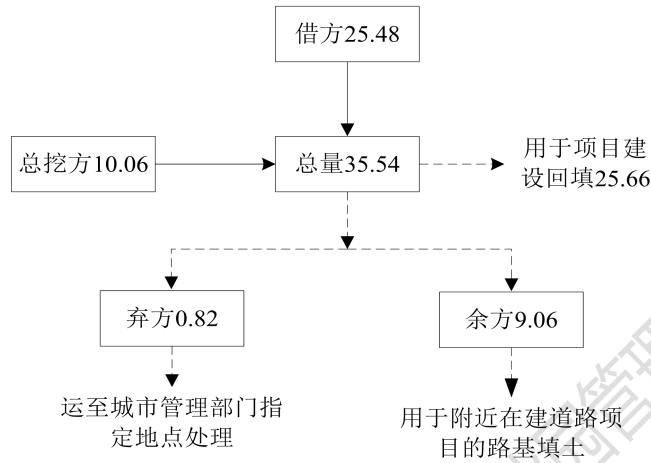 借方25.48
总挖方10.06
总量35.54
用于项目建
设回填25.66
弃方0.82
余方9.06
运至城市管理部门指
定地点处理
用于附近在建道路项
目的路基填土